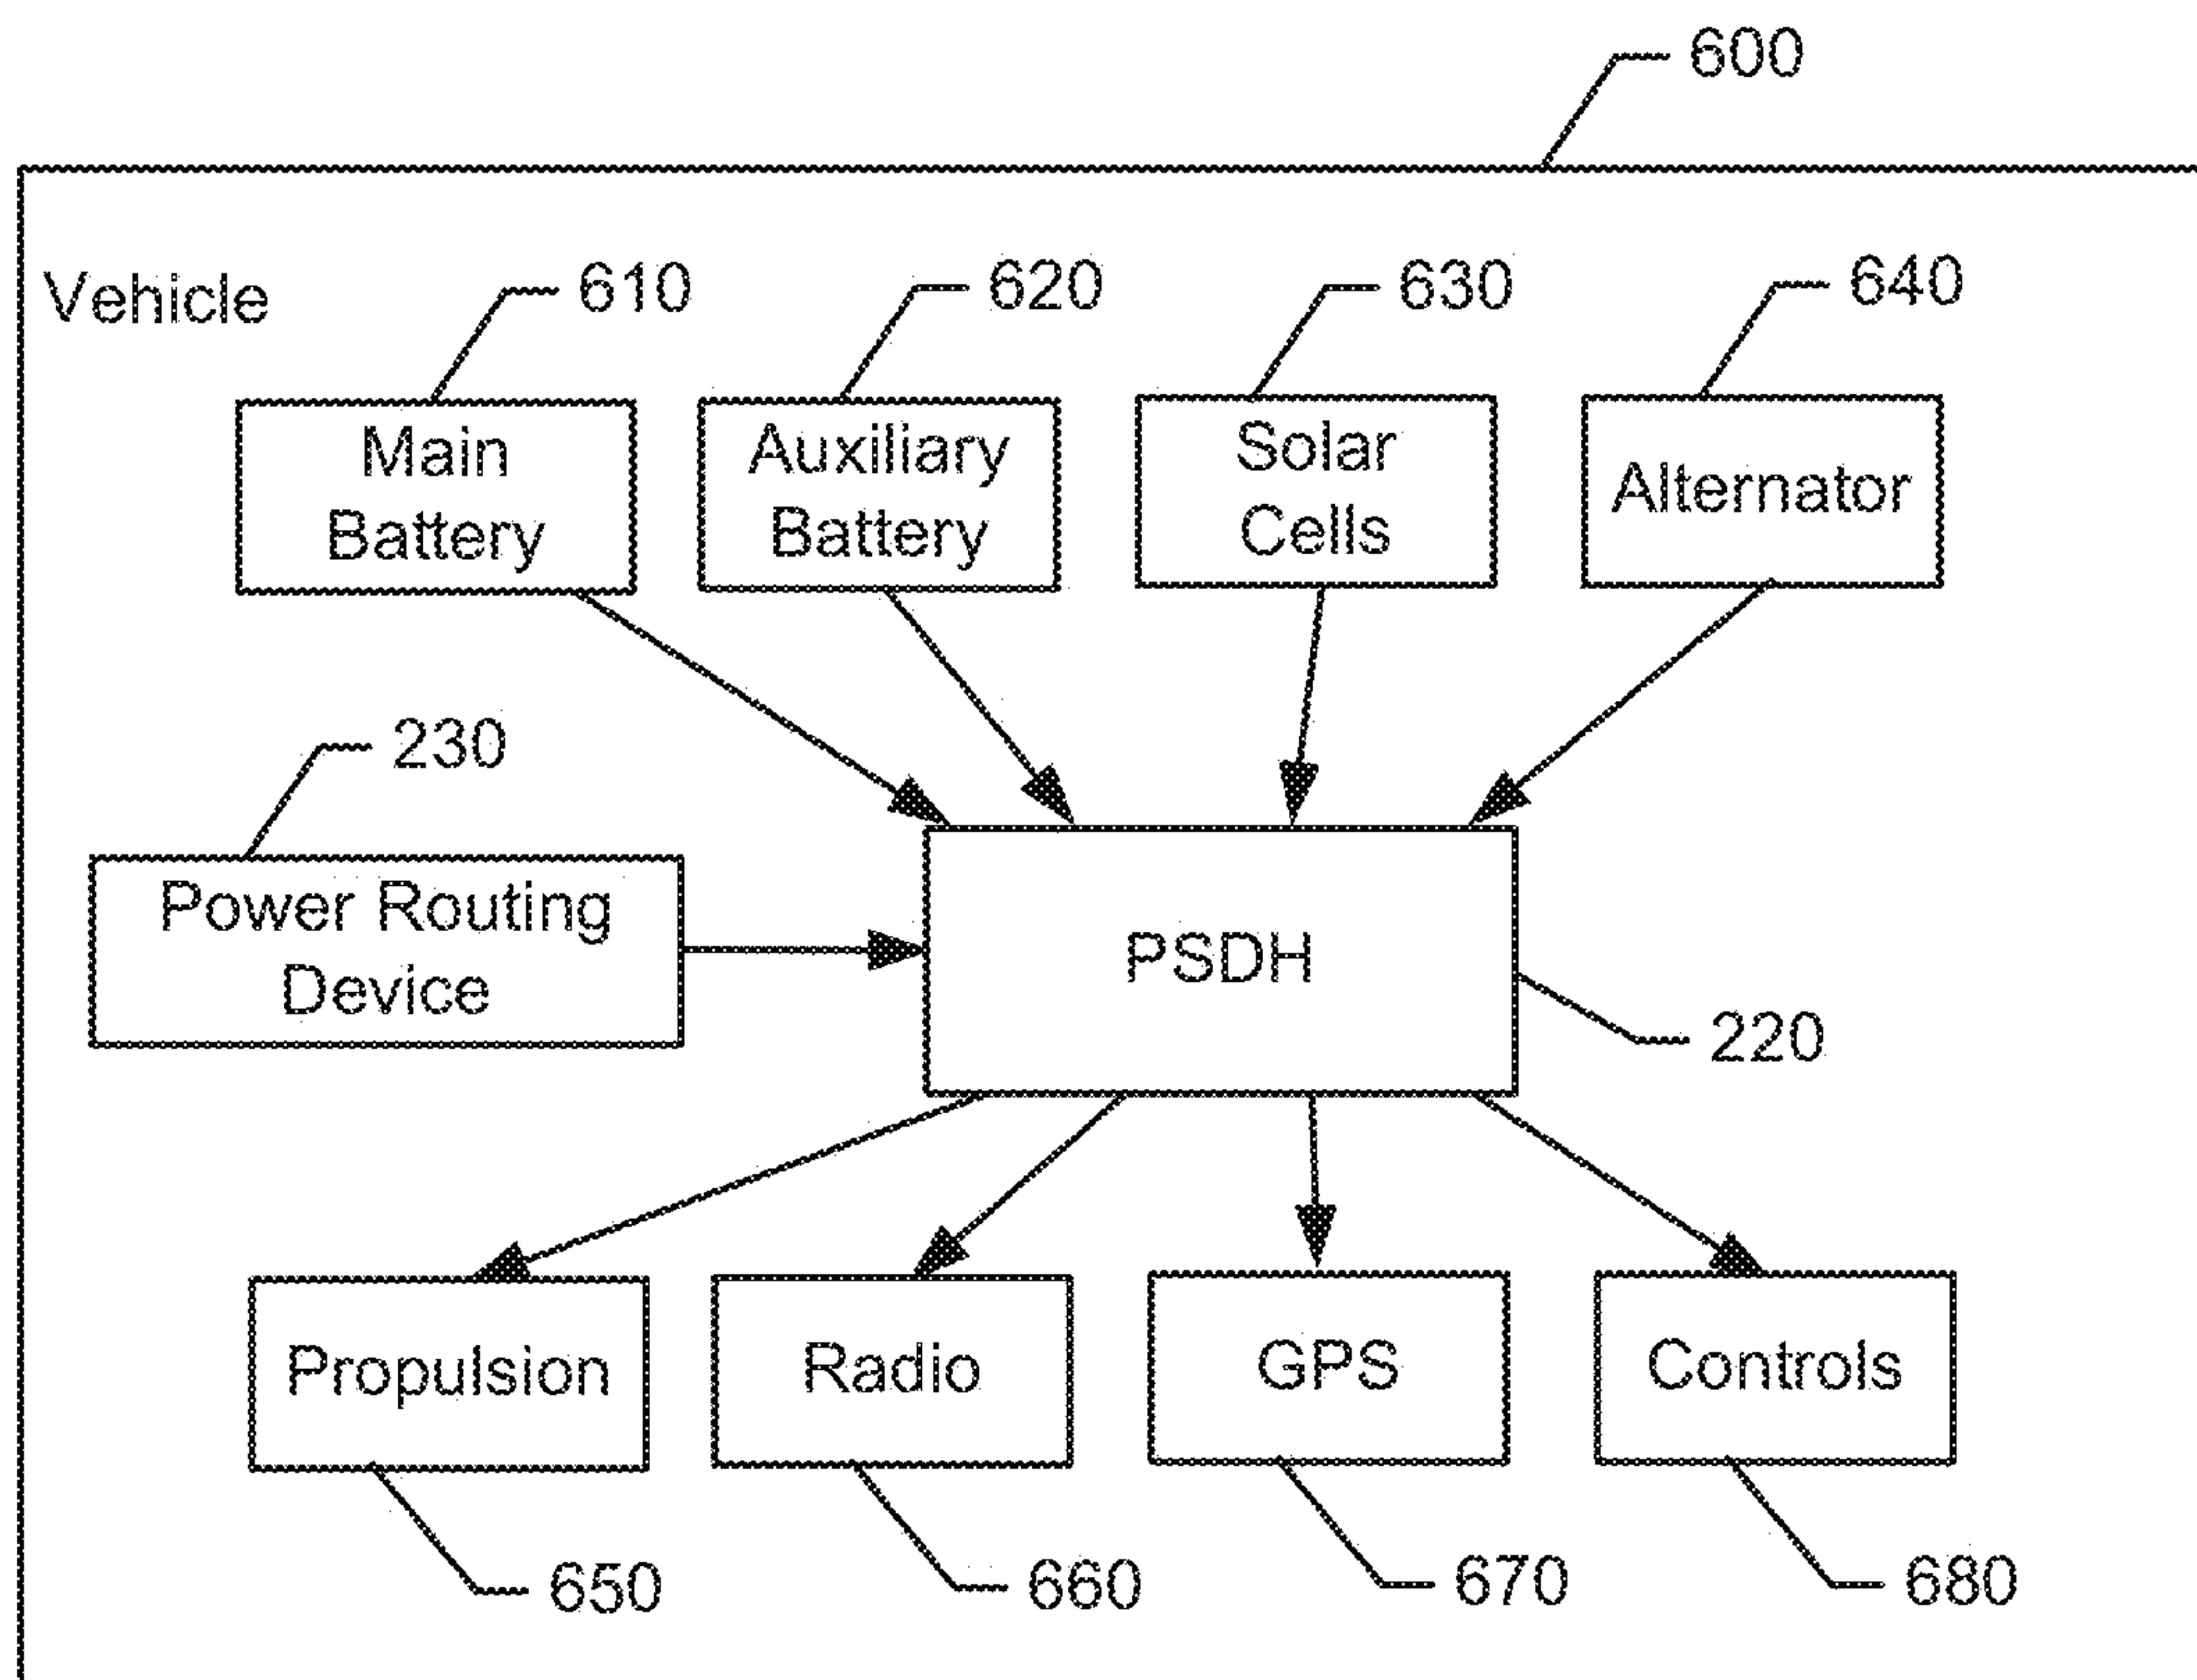 600
Vehicle
610
620
630
640
Main
Battery
Auxiliary
Battery
Solar
Cells
Alternator
230
Power Routing
Device
PSDH
220
Propulsion
Radio
GPS
Controls
650
660
670
680